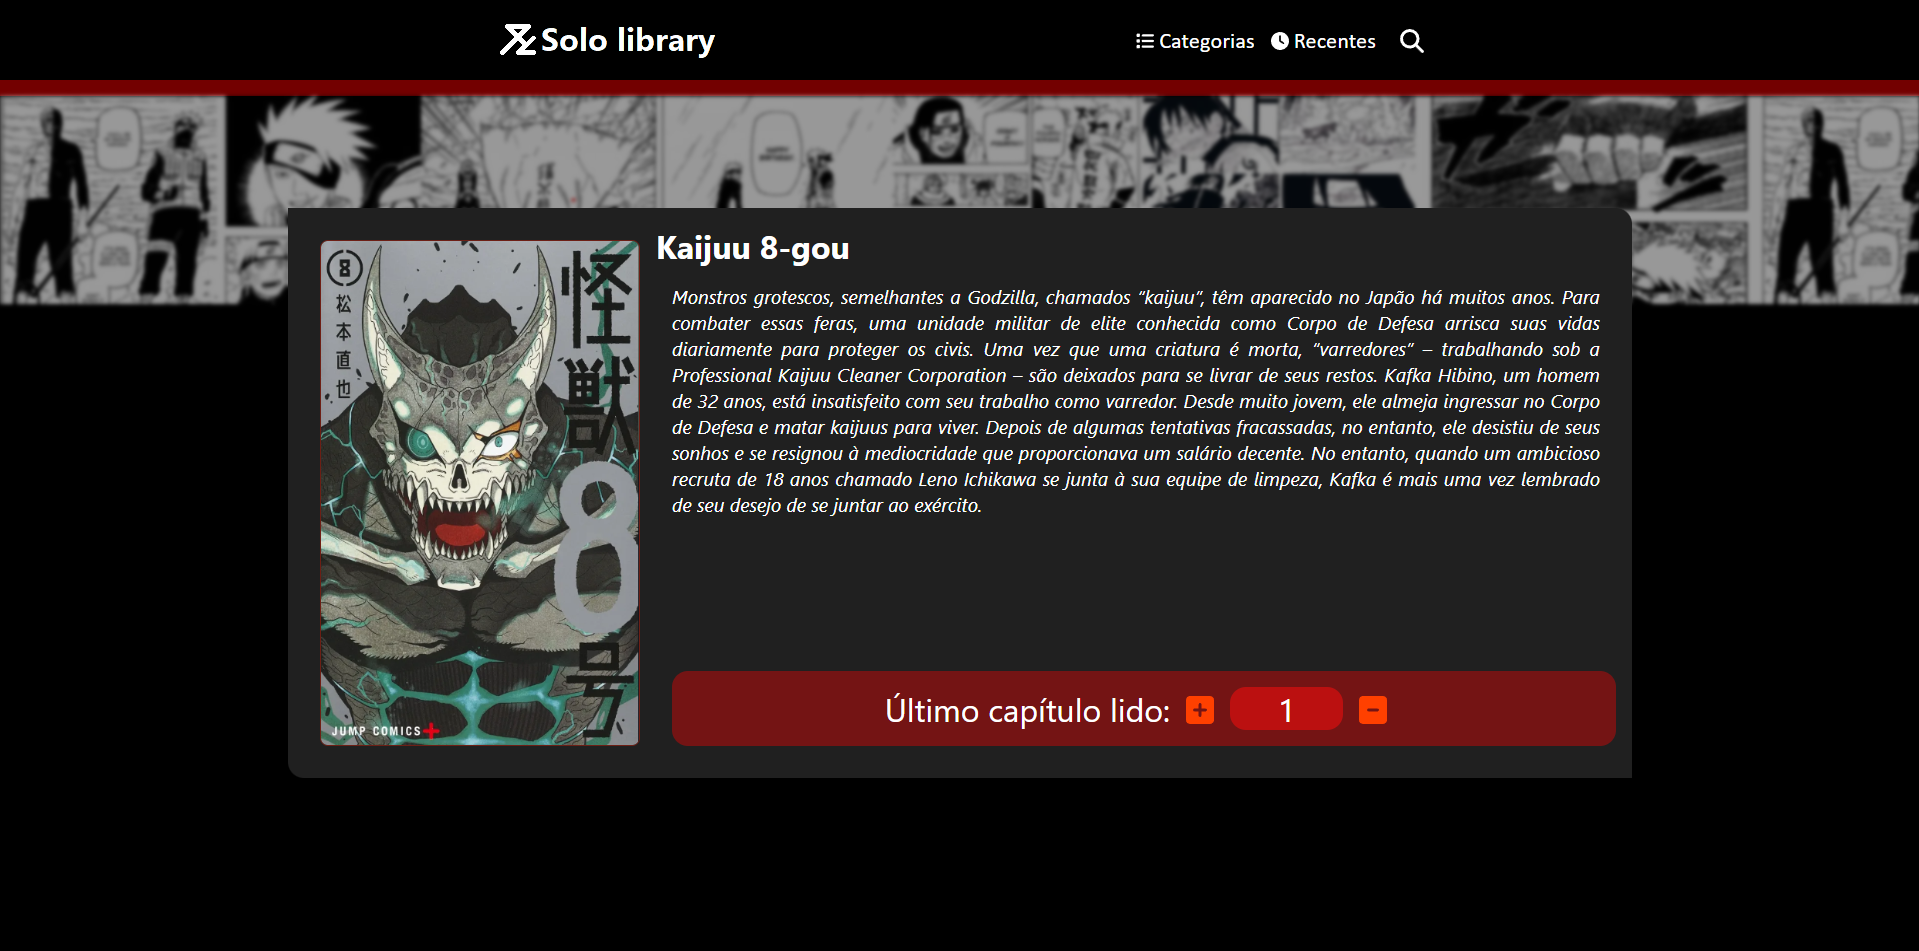 Solo library
Categorias
Recentes
Kaijuu 8-gou
Monstros grotescos, semelhantes a Godzilla, chamados “kaijuu”, têm aparecido no Japão há muitos anos. Para
combater essas feras, uma unidade militar de elite conhecida como Corpo de Defesa arrisca suas vidas
diariamente para proteger os civis. Uma vez que uma criatura é morta, “varredores” – trabalhando sob a
Professional Kaijuu Cleaner Corporation – são deixados para se livrar de seus restos. Kafka Hibino, um homem
de 32 anos, está insatisfeito com seu trabalho como varredor. Desde muito jovem, ele almeja ingressar no Corpo
de Defesa e matar kaijuus para viver. Depois de algumas tentativas fracassadas, no entanto, ele desistiu de seus
sonhos e se resignou à mediocridade que proporcionava um salário decente. No entanto, quando um ambicioso
recruta de 18 anos chamado Leno Ichikawa se junta à sua equipe de limpeza, Kafka é mais uma vez lembrado
de seu desejo de se juntar ao exército.
8
松本直也
怪獣8号
JUMP COMICS+
Último capítulo lido: + 1 -